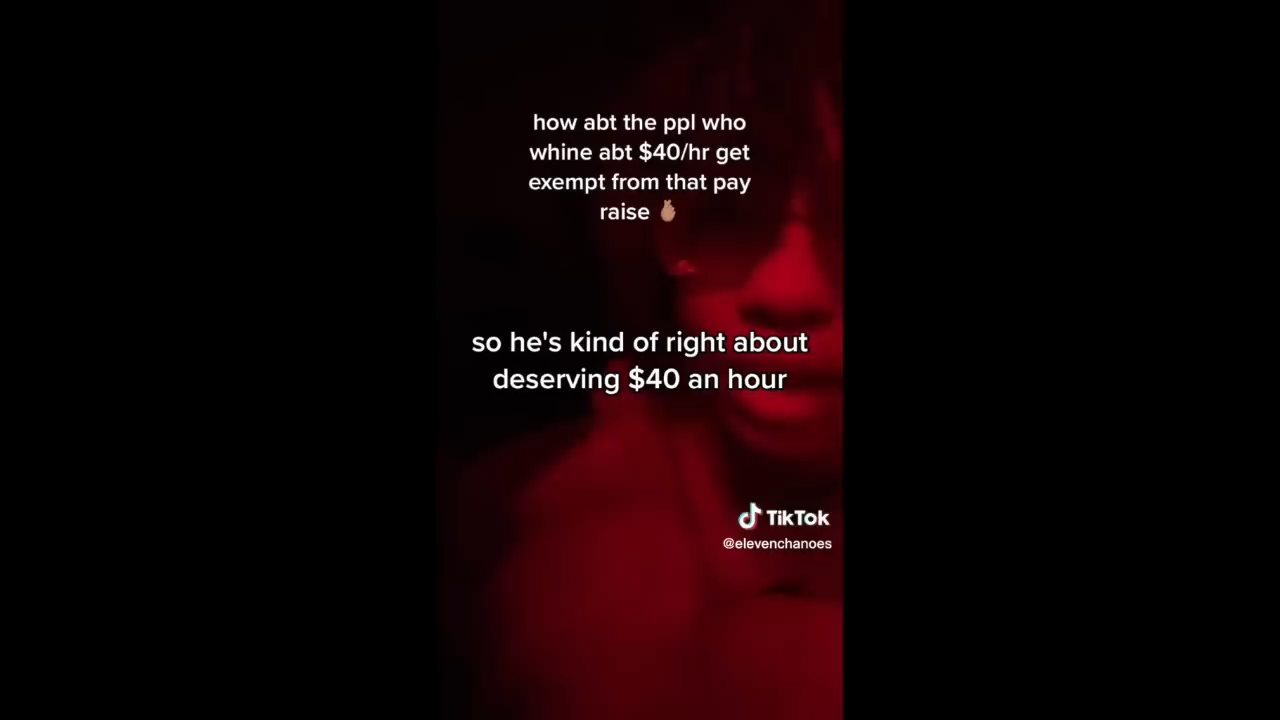 how abt the ppl who
whine abt $40/hr get
exempt from that pay
raise 🫰🏽
so he's kind of right about
deserving $40 an hour
TikTok
@elevenchanoes